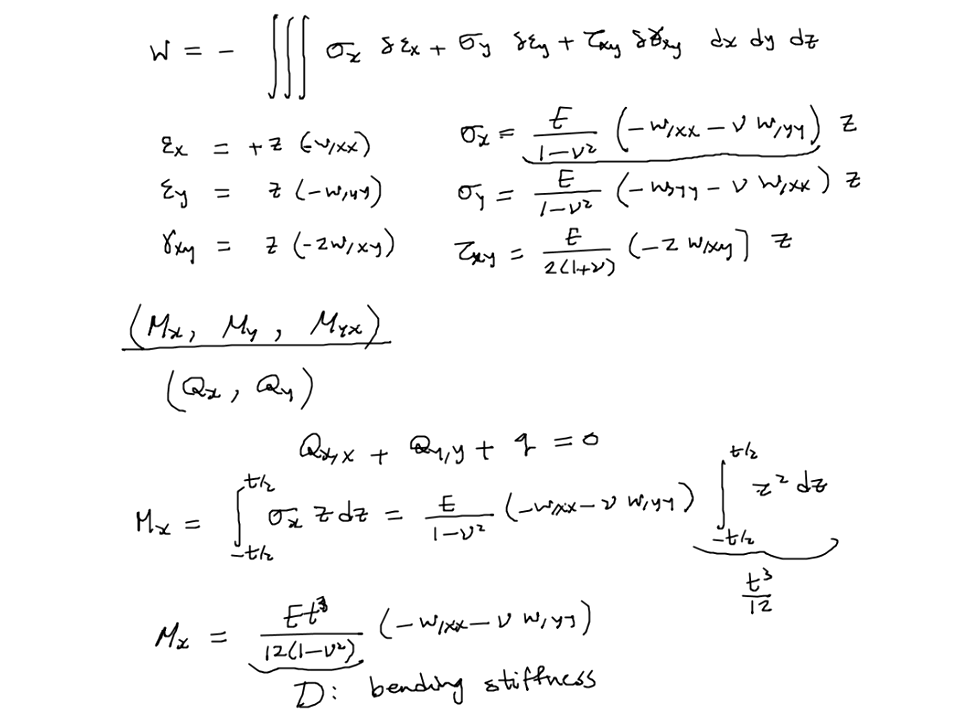 W = - ∭ σx δεx + σy δεy + τxy δγxy dx dy dz
εx = +z (-w,xx)    σx = E/(1-ν²) (-w,xx - ν w,yy) z
εy = z (-w,yy)    σy = E/(1-ν²) (-w,yy - ν w,xx) z
γxy = z (-2w,xy)    τxy = E/(2(1+ν)) (-2 w,xy) z
(Mx, My, Myx)
(Qx, Qy)
Qx,x + Qy,y + q = 0
Mx = ∫_{-t/2}^{t/2} σx z dz = E/(1-ν²) (-w,xx - ν w,yy) ∫_{-t/2}^{t/2} z² dz
t³/12
Mx = Et³/(12(1-ν²)) (-w,xx - ν w,yy)
D: bending stiffness